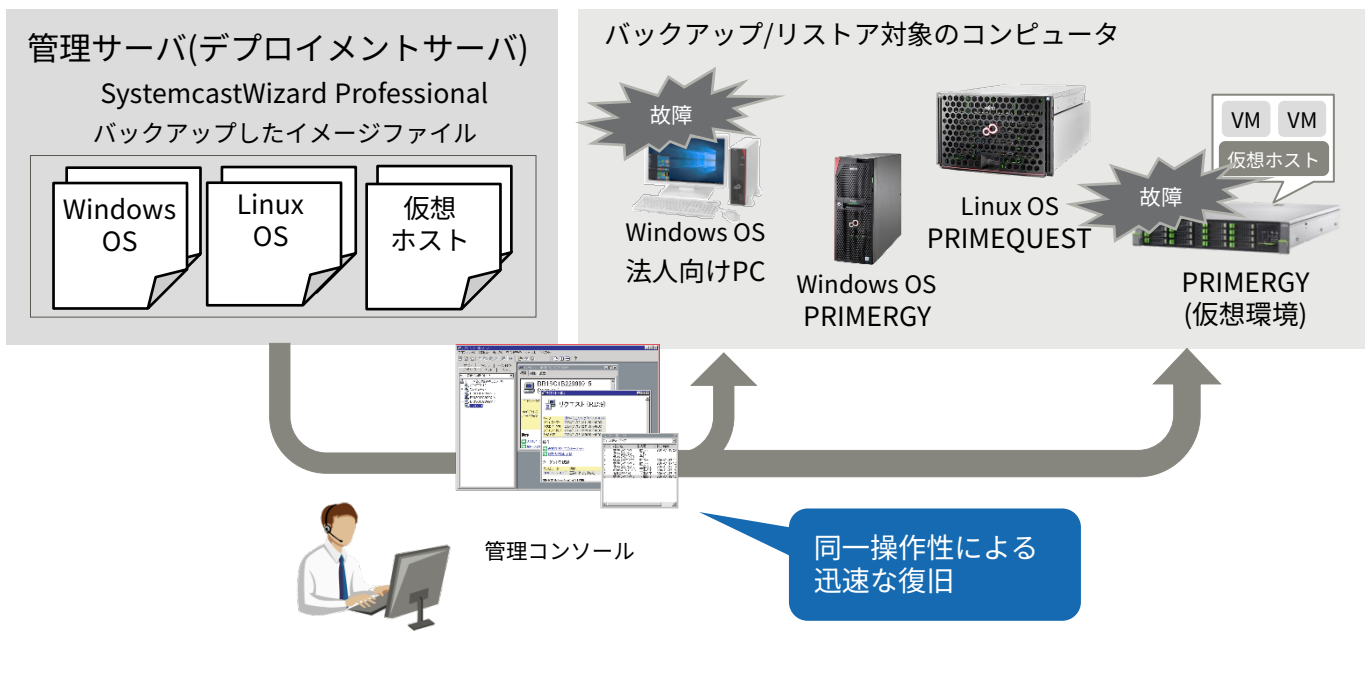 管理サーバ(デプロイメントサーバ)
SystemcastWizard Professional
バックアップしたイメージファイル
Windows
OS
Linux
OS
仮想
ホスト
バックアップ/リストア対象のコンピュータ
故障
Windows OS
法人向けPC
Windows OS
PRIMERGY
Linux OS
PRIMEQUEST
VM VM
仮想ホスト
故障
PRIMERGY
(仮想環境)
管理コンソール
同一操作性による
迅速な復旧